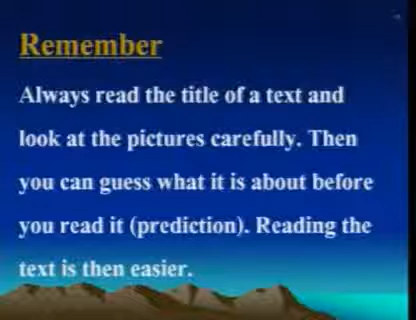 Remember
Always read the title of a text and
look at the pictures carefully. Then
you can guess what it is about before
you read it (prediction). Reading the
text is then easier.